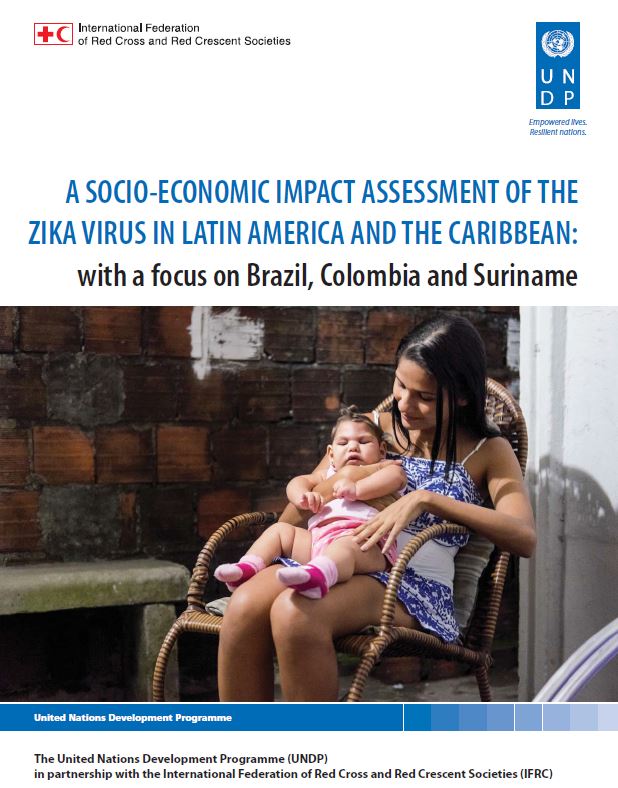 International Federation
of Red Cross and Red Crescent Societies
U N
D P
Empowered lives.
Resilient nations.
A SOCIO-ECONOMIC IMPACT ASSESSMENT OF THE
ZIKA VIRUS IN LATIN AMERICA AND THE CARIBBEAN:
with a focus on Brazil, Colombia and Suriname
United Nations Development Programme
The United Nations Development Programme (UNDP)
in partnership with the International Federation of Red Cross and Red Crescent Societies (IFRC)